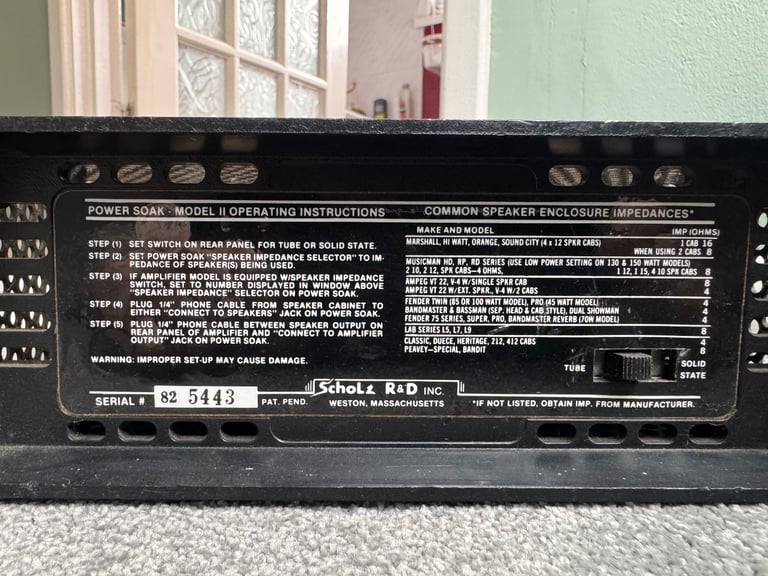 POWER SOAK - MODEL II OPERATING INSTRUCTIONS
STEP (1) SET SWITCH ON REAR PANEL FOR TUBE OR SOLID STATE.
STEP (2) SET POWER SOAK "SPEAKER IMPEDANCE SELECTOR" TO IM-
PEDANCE OF SPEAKER(S) BEING USED.
STEP (3) IF AMPLIFIER MODEL IS EQUIPPED W/SPEAKER IMPEDANCE
SWITCH, SET TO NUMBER DISPLAYED IN WINDOW ABOVE
"SPEAKER IMPEDANCE" SELECTOR ON POWER SOAK.
STEP (4) PLUG 1/4" PHONE CABLE FROM SPEAKER CABINET TO
EITHER "CONNECT TO SPEAKERS" JACK ON POWER SOAK.
STEP (5) PLUG 1/4" PHONE CABLE BETWEEN SPEAKER OUTPUT ON
REAR PANEL OF AMPLIFIER AND "CONNECT TO AMPLIFIER
OUTPUT" JACK ON POWER SOAK.
WARNING: IMPROPER SET-UP MAY CAUSE DAMAGE.
COMMON SPEAKER ENCLOSURE IMPEDANCES*
MAKE AND MODEL IMP (OHMS)
MARSHALL, HI WATT, ORANGE, SOUND CITY (4 x 12 SPKR CABS) 1 CAB 16
WHEN USING 2 CABS 8
MUSICMAN HD, RP, RD SERIES (USE LOW POWER SETTING ON 130 & 150 WATT MODELS)
2 10, 2 12, SPK CABS—4 OHMS, 1 12, 1 15, 4 10 SPK CABS 8
AMPEG VT 22, V-4 W/SINGLE SPKR CAB 8
AMPEG VT 22 W/EXT. SPKR., V-4 W/2 CABS 4
FENDER TWIN (85 OR 100 WATT MODEL), PRO (45 WATT MODEL) 4
BANDMASTER & BASSMAN (SEP. HEAD & CAB STYLE), DUAL SHOWMAN 4
FENDER 75 SERIES, SUPER, PRO, BANDMASTER REVERB (70W MODEL) 4
LAB SERIES L5, L7, L9 8
CLASSIC, DUECE, HERITAGE, 212, 412 CABS 4
PEAVEY—SPECIAL, BANDIT 8
TUBE SOLID STATE
SERIAL # 82 5443 PAT. PEND.
Scholz R&D INC.
WESTON, MASSACHUSETTS
*IF NOT LISTED, OBTAIN IMP. FROM MANUFACTURER.